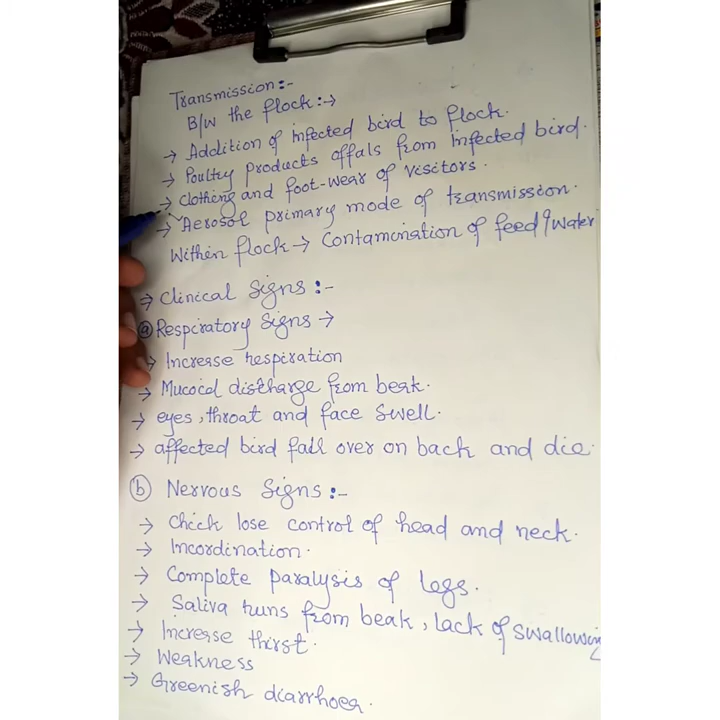 Transmission:-
B/w the flock:→
→ Addition of infected bird to flock.
→ Poultry products offals from infected bird.
→ Clothing and foot-wear of visitors.
→ Aerosol primary mode of transmission.
Within flock → Contamination of feed & water
⇒ Clinical Signs:-
ⓐ Respiratory Signs →
→ Increase respiration
→ Mucoid discharge from beak.
→ eyes, throat and face swell.
→ affected bird fall over on back and die.
ⓑ Nervous Signs:-
→ Chick lose control of head and neck.
→ Incordination.
→ Complete paralysis of legs.
→ Saliva runs from beak, lack of swallowing
→ Increase thirst.
→ Weakness
→ Greenish diarrhoea.